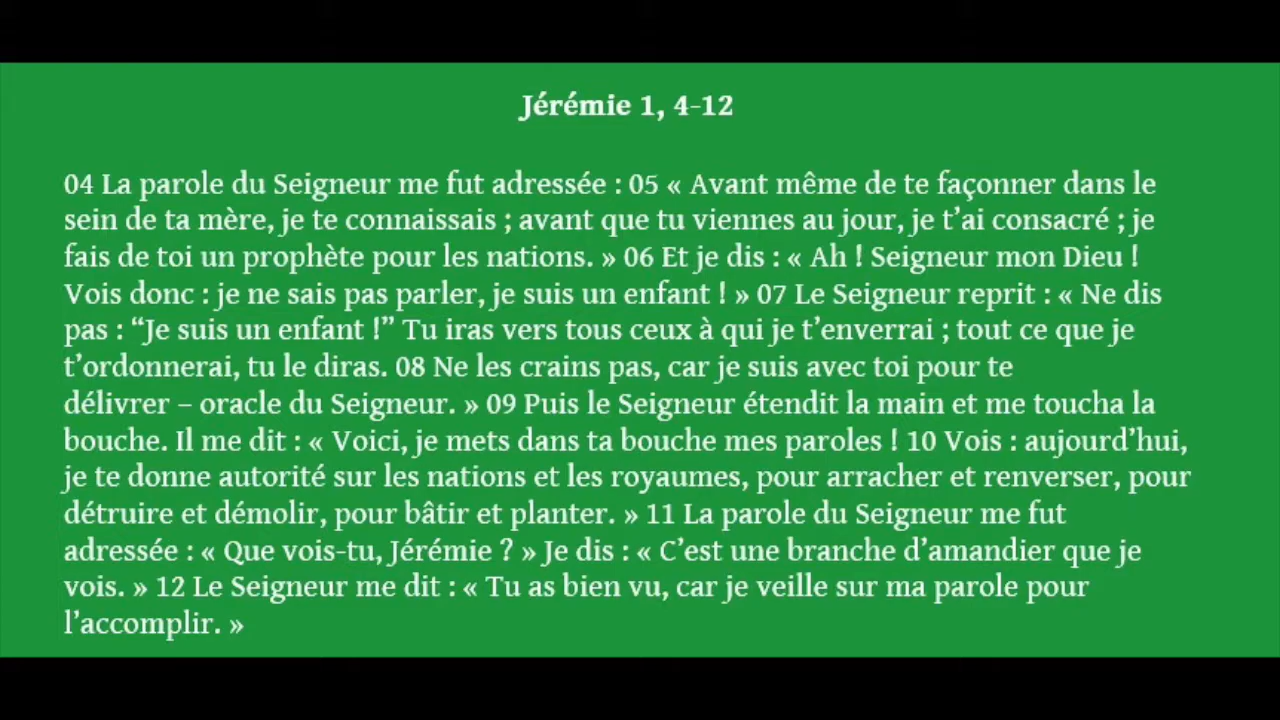 Jérémie 1, 4-12
04 La parole du Seigneur me fut adressée : 05 « Avant même de te façonner dans le
sein de ta mère, je te connaissais ; avant que tu viennes au jour, je t’ai consacré ; je
fais de toi un prophète pour les nations. » 06 Et je dis : « Ah ! Seigneur mon Dieu !
Vois donc : je ne sais pas parler, je suis un enfant ! » 07 Le Seigneur reprit : « Ne dis
pas : “Je suis un enfant !” Tu iras vers tous ceux à qui je t’enverrai ; tout ce que je
t’ordonnerai, tu le diras. 08 Ne les crains pas, car je suis avec toi pour te
délivrer – oracle du Seigneur. » 09 Puis le Seigneur étendit la main et me toucha la
bouche. Il me dit : « Voici, je mets dans ta bouche mes paroles ! 10 Vois : aujourd’hui,
je te donne autorité sur les nations et les royaumes, pour arracher et renverser, pour
détruire et démolir, pour bâtir et planter. » 11 La parole du Seigneur me fut
adressée : « Que vois-tu, Jérémie ? » Je dis : « C’est une branche d’amandier que je
vois. » 12 Le Seigneur me dit : « Tu as bien vu, car je veille sur ma parole pour
l’accomplir. »